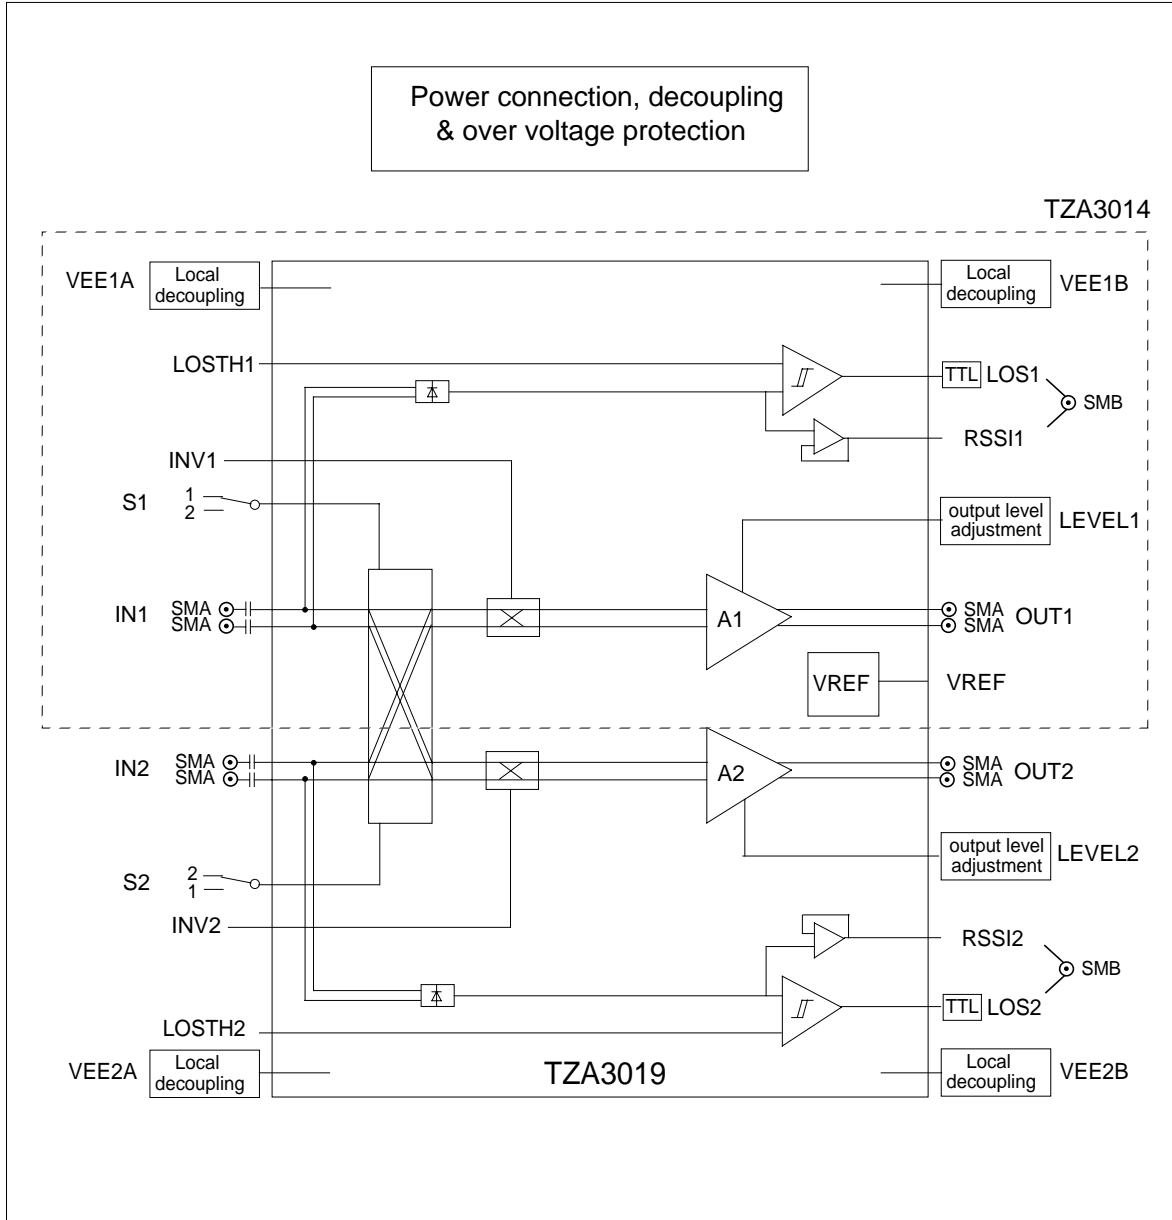 Power connection, decoupling
& over voltage protection
TZA3014
VEE1A
Local
decoupling
Local
decoupling
VEE1B
LOSTH1
TTL LOS1
SMB
RSSI1
INV1
S1
1
2
output level
adjustment
LEVEL1
IN1
SMA
SMA
A1
SMA
SMA
OUT1
VREF
VREF
IN2
SMA
SMA
A2
SMA
SMA
OUT2
output level
adjustment
LEVEL2
S2
2
1
INV2
RSSI2
SMB
TTL LOS2
LOSTH2
VEE2A
Local
decoupling
TZA3019
Local
decoupling
VEE2B